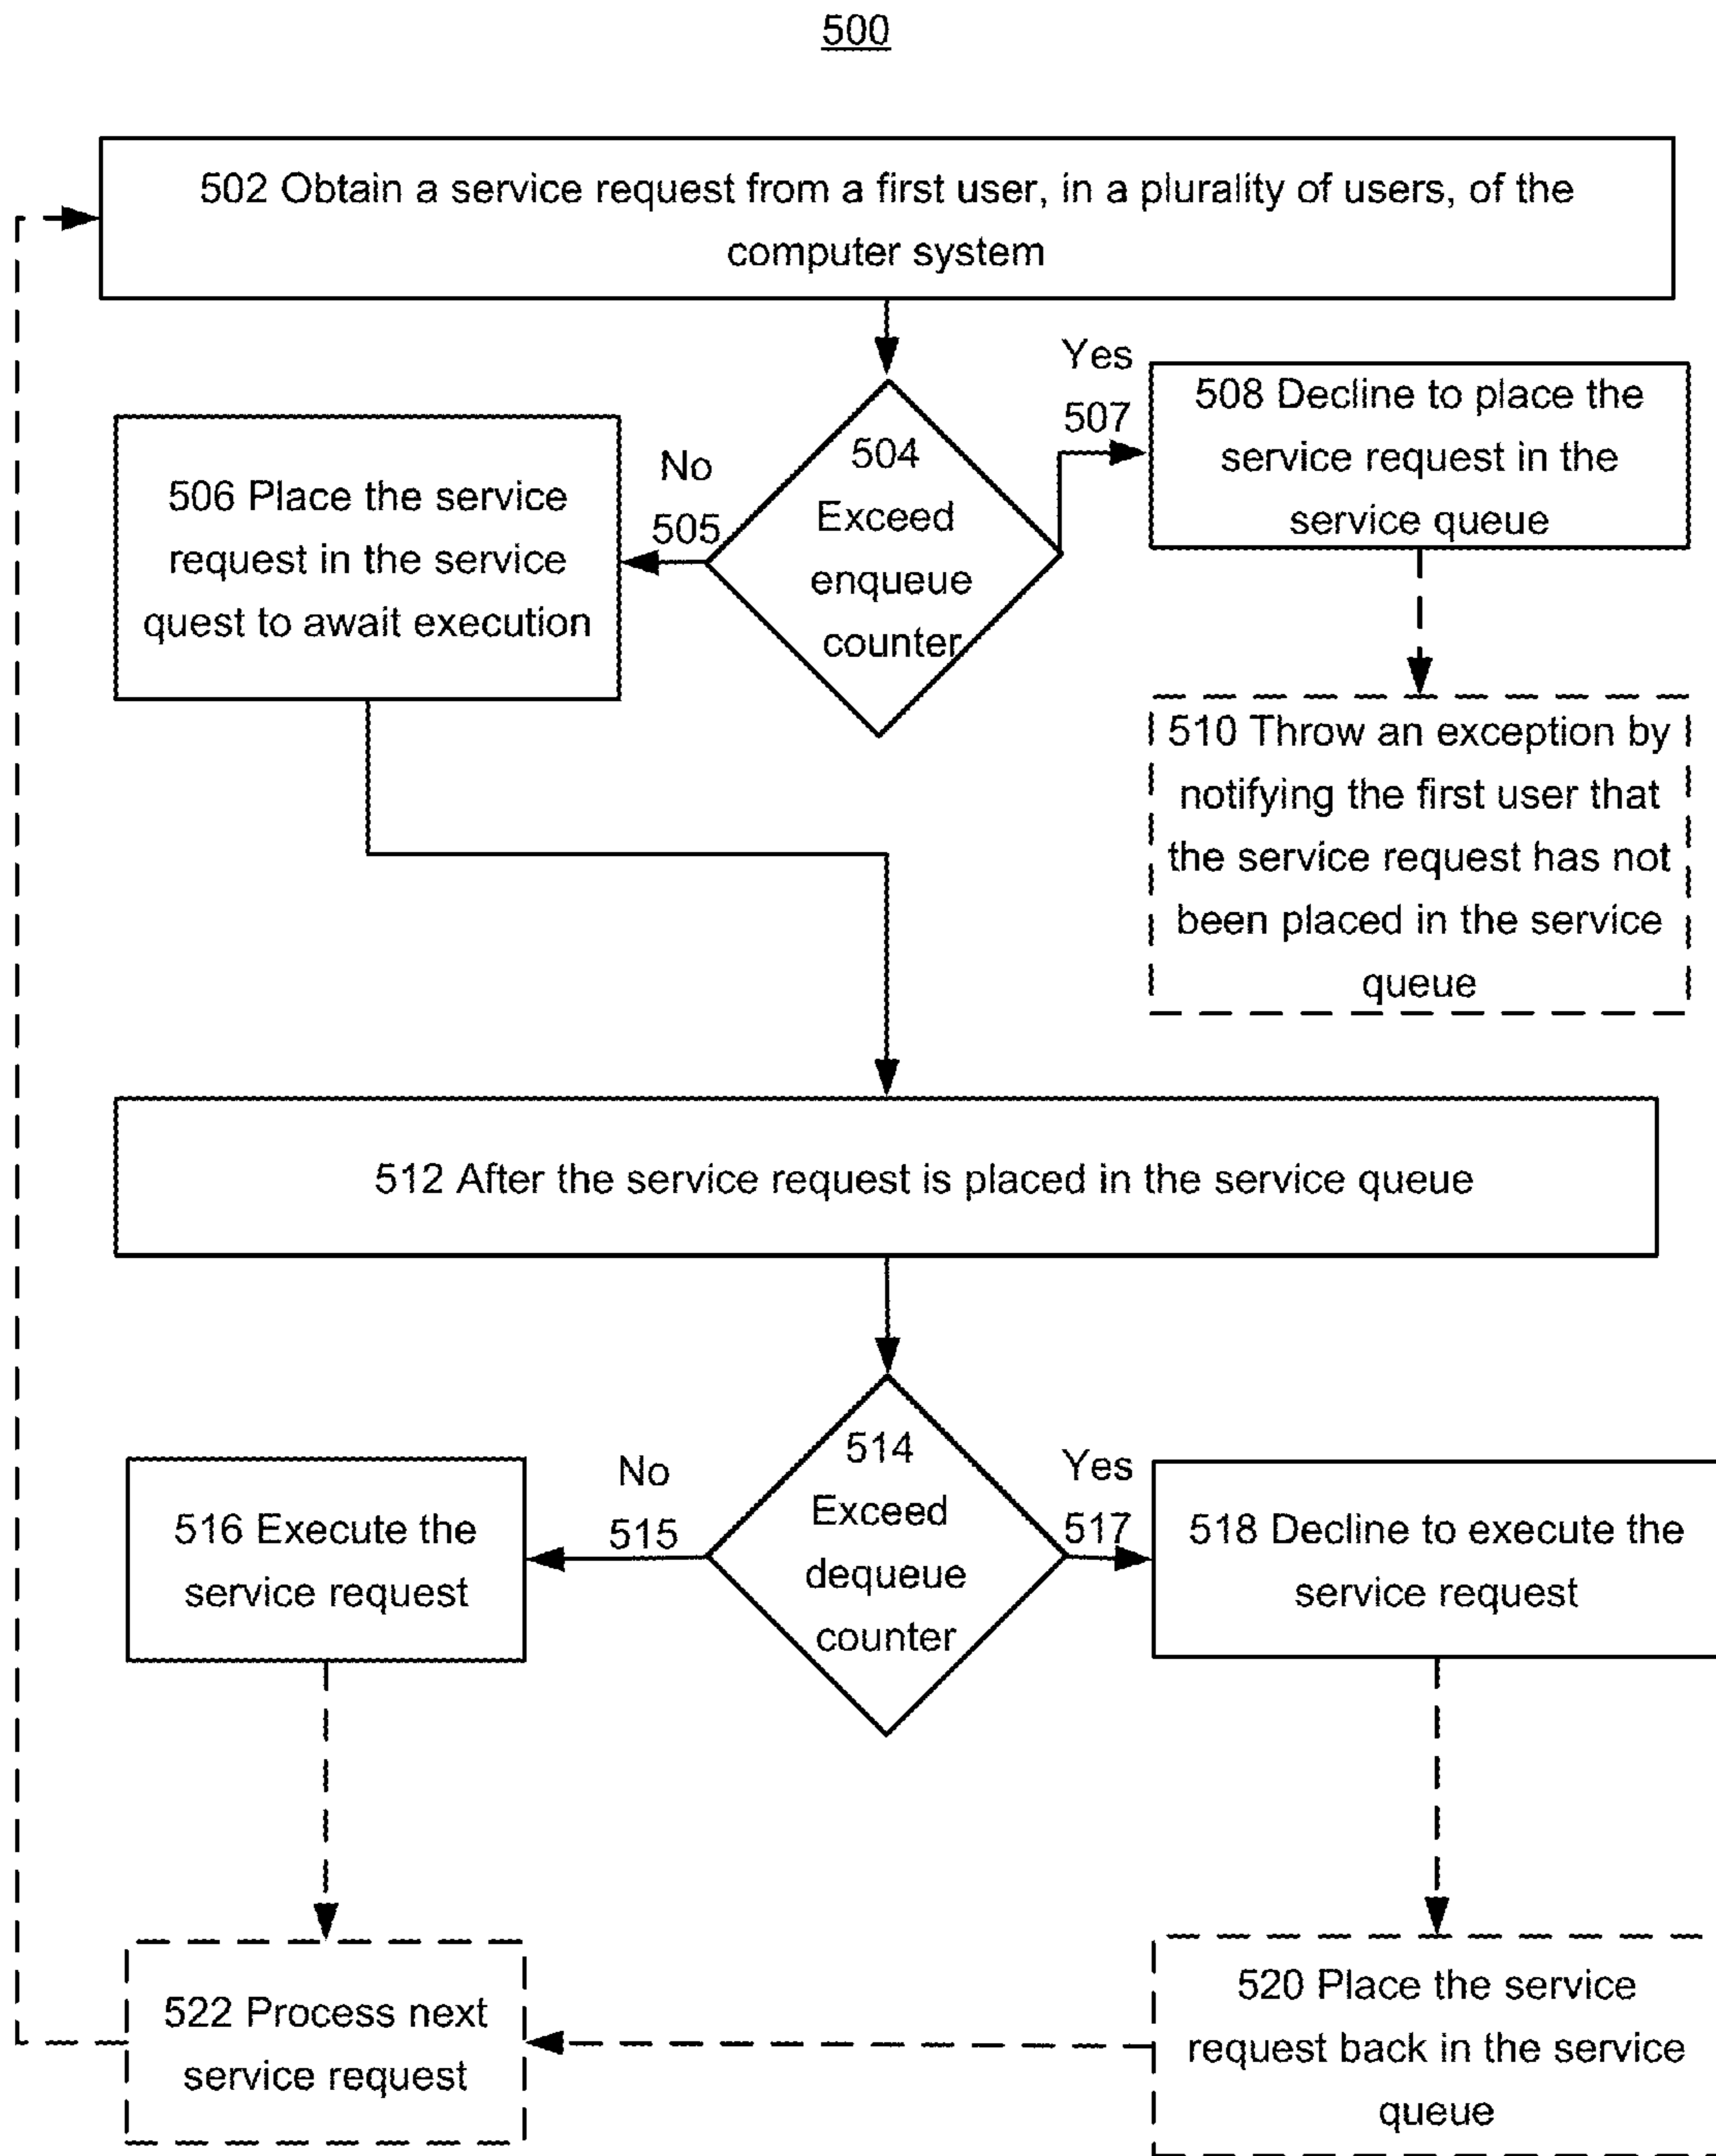 500
502 Obtain a service request from a first user, in a plurality of users, of the
computer system
Yes
507
508 Decline to place the
service request in the
service queue
504
Exceed
enqueue
counter
No
505
506 Place the service
request in the service
quest to await execution
510 Throw an exception by
notifying the first user that
the service request has not
been placed in the service
queue
512 After the service request is placed in the service queue
514
Exceed
dequeue
counter
No
515
Yes
517
516 Execute the
service request
518 Decline to execute the
service request
522 Process next
service request
520 Place the service
request back in the service
queue